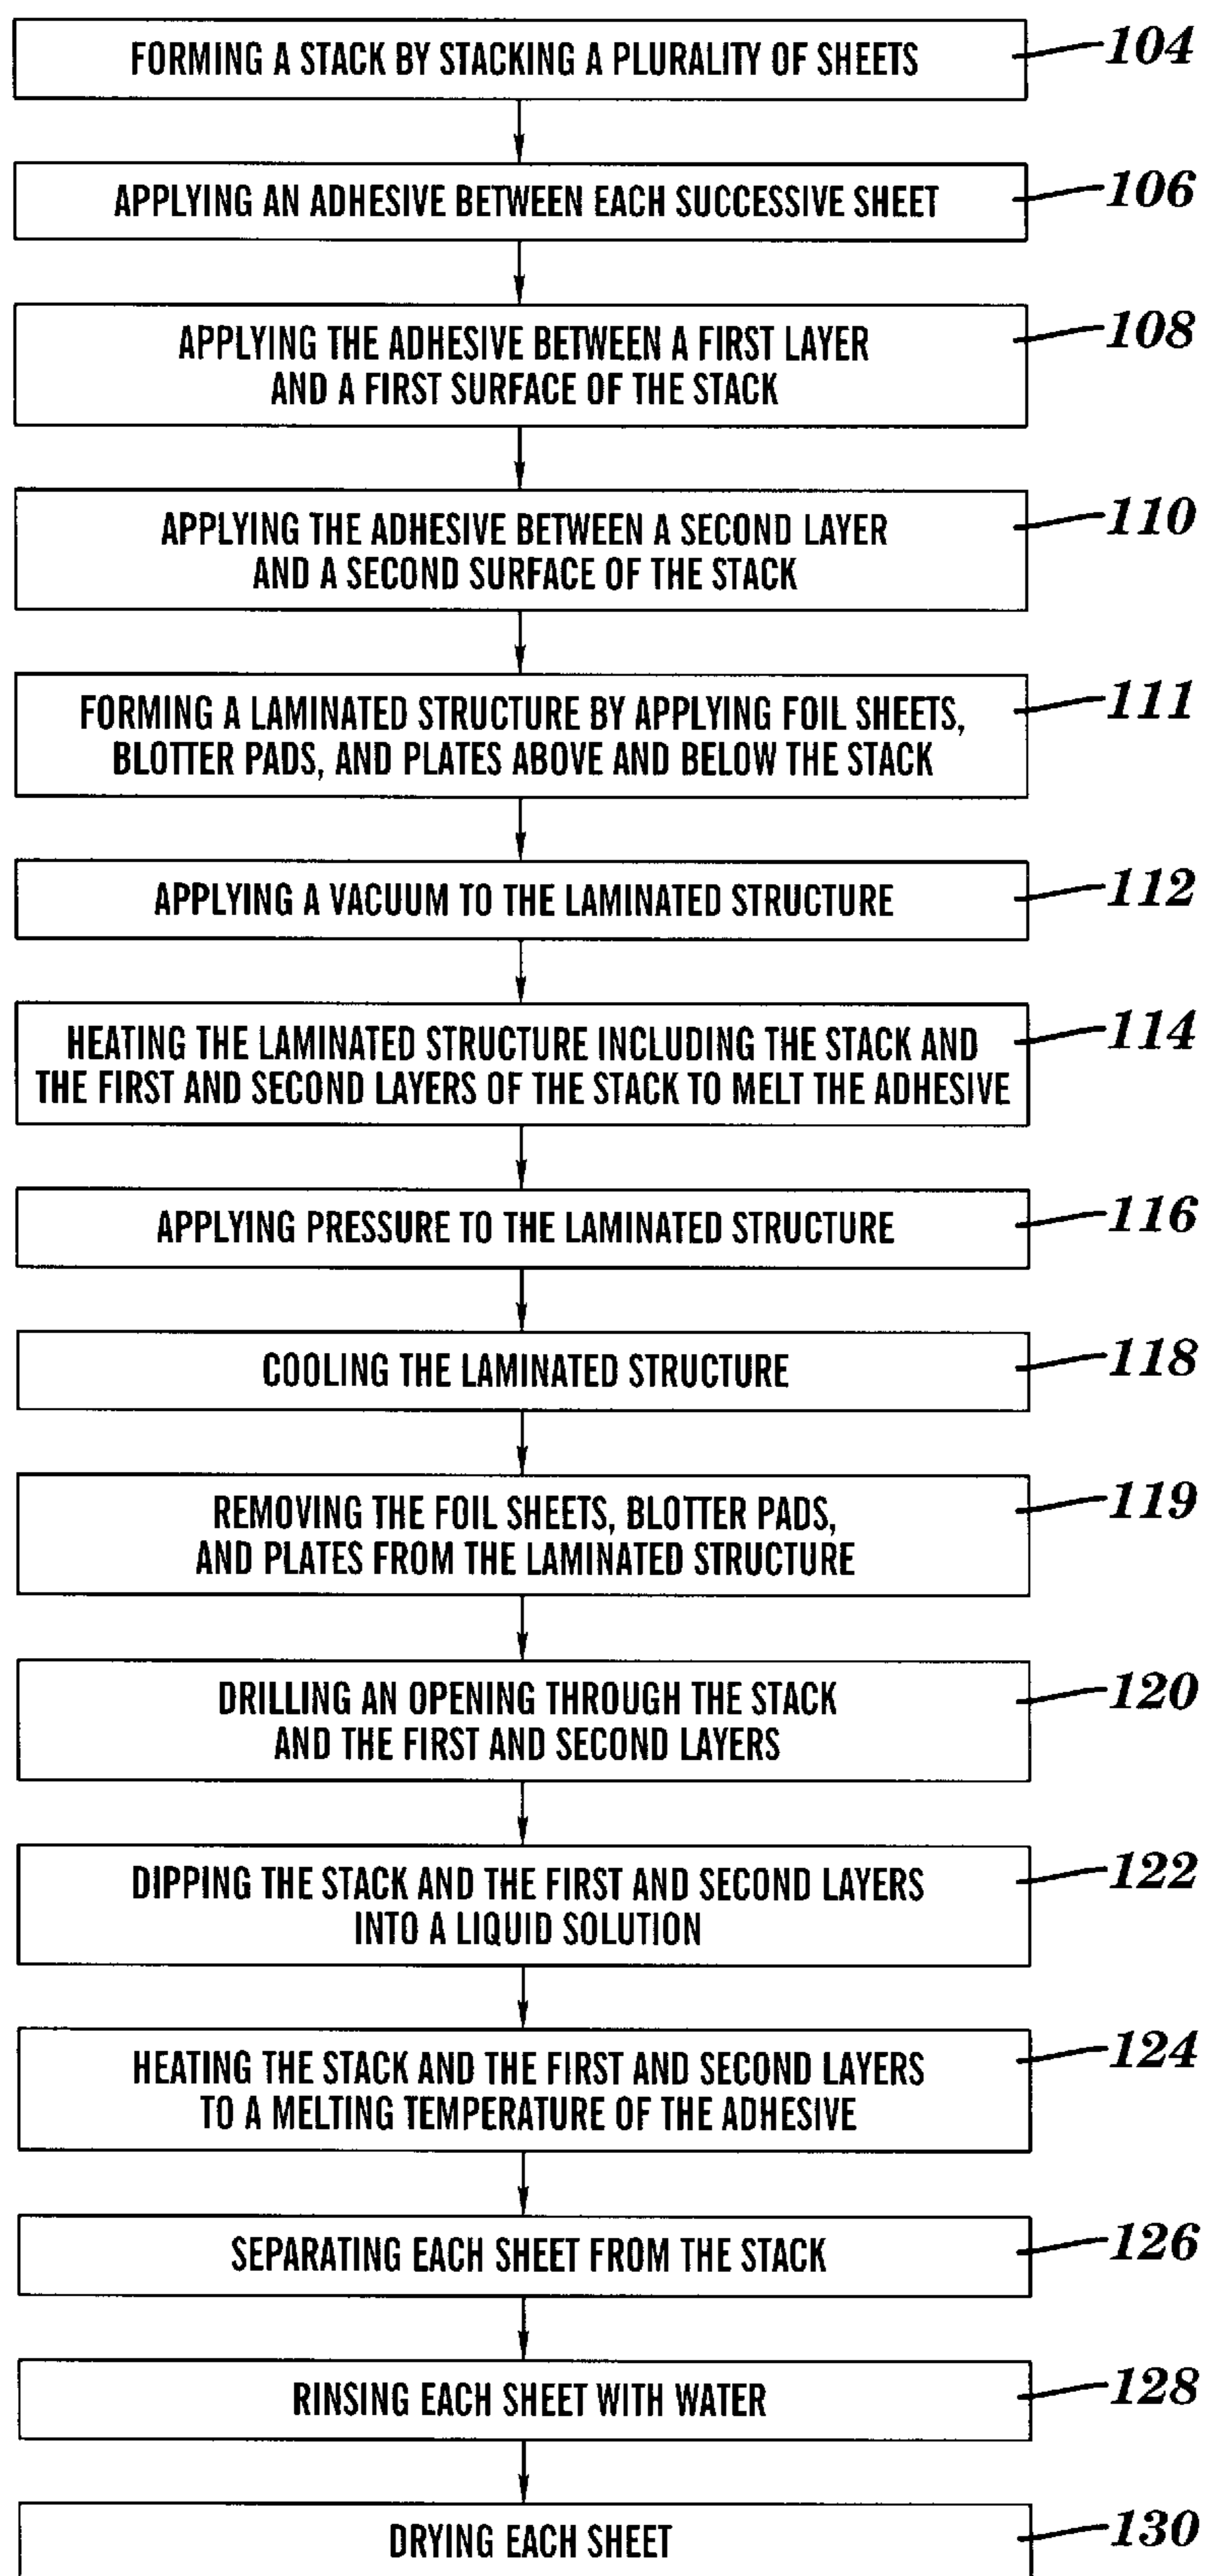 FORMING A STACK BY STACKING A PLURALITY OF SHEETS
104
APPLYING AN ADHESIVE BETWEEN EACH SUCCESSIVE SHEET
106
APPLYING THE ADHESIVE BETWEEN A FIRST LAYER
AND A FIRST SURFACE OF THE STACK
108
APPLYING THE ADHESIVE BETWEEN A SECOND LAYER
AND A SECOND SURFACE OF THE STACK
110
FORMING A LAMINATED STRUCTURE BY APPLYING FOIL SHEETS,
BLOTTER PADS, AND PLATES ABOVE AND BELOW THE STACK
111
APPLYING A VACUUM TO THE LAMINATED STRUCTURE
112
HEATING THE LAMINATED STRUCTURE INCLUDING THE STACK AND
THE FIRST AND SECOND LAYERS OF THE STACK TO MELT THE ADHESIVE
114
APPLYING PRESSURE TO THE LAMINATED STRUCTURE
116
COOLING THE LAMINATED STRUCTURE
118
REMOVING THE FOIL SHEETS, BLOTTER PADS,
AND PLATES FROM THE LAMINATED STRUCTURE
119
DRILLING AN OPENING THROUGH THE STACK
AND THE FIRST AND SECOND LAYERS
120
DIPPING THE STACK AND THE FIRST AND SECOND LAYERS
INTO A LIQUID SOLUTION
122
HEATING THE STACK AND THE FIRST AND SECOND LAYERS
TO A MELTING TEMPERATURE OF THE ADHESIVE
124
SEPARATING EACH SHEET FROM THE STACK
126
RINSING EACH SHEET WITH WATER
128
DRYING EACH SHEET
130